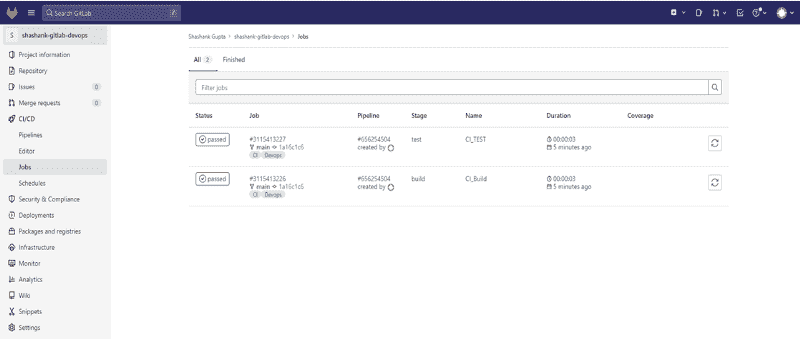 Search GitLab /
S shashank-gitlab-devops
Project information
Repository
Issues 0
Merge requests 0
CI/CD
Pipelines
Editor
Jobs
Schedules
Security & Compliance
Deployments
Packages and registries
Infrastructure
Monitor
Analytics
Wiki
Snippets
Settings
Shashank Gupta > shashank-gitlab-devops > Jobs
All 2 Finished
Filter jobs
Status Job Pipeline Stage Name Duration Coverage
passed #3115413227 #656254504 test CI_TEST 00:00:03
main 1a16c1c6 created by 5 minutes ago
CI Devops
passed #3115413226 #656254504 build CI_Build 00:00:03
main 1a16c1c6 created by 5 minutes ago
CI Devops